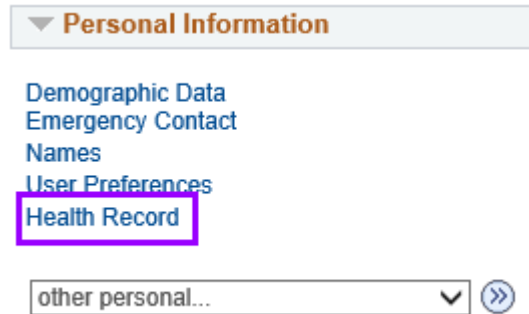 Personal Information
Demographic Data
Emergency Contact
Names
User Preferences
Health Record
other personal...